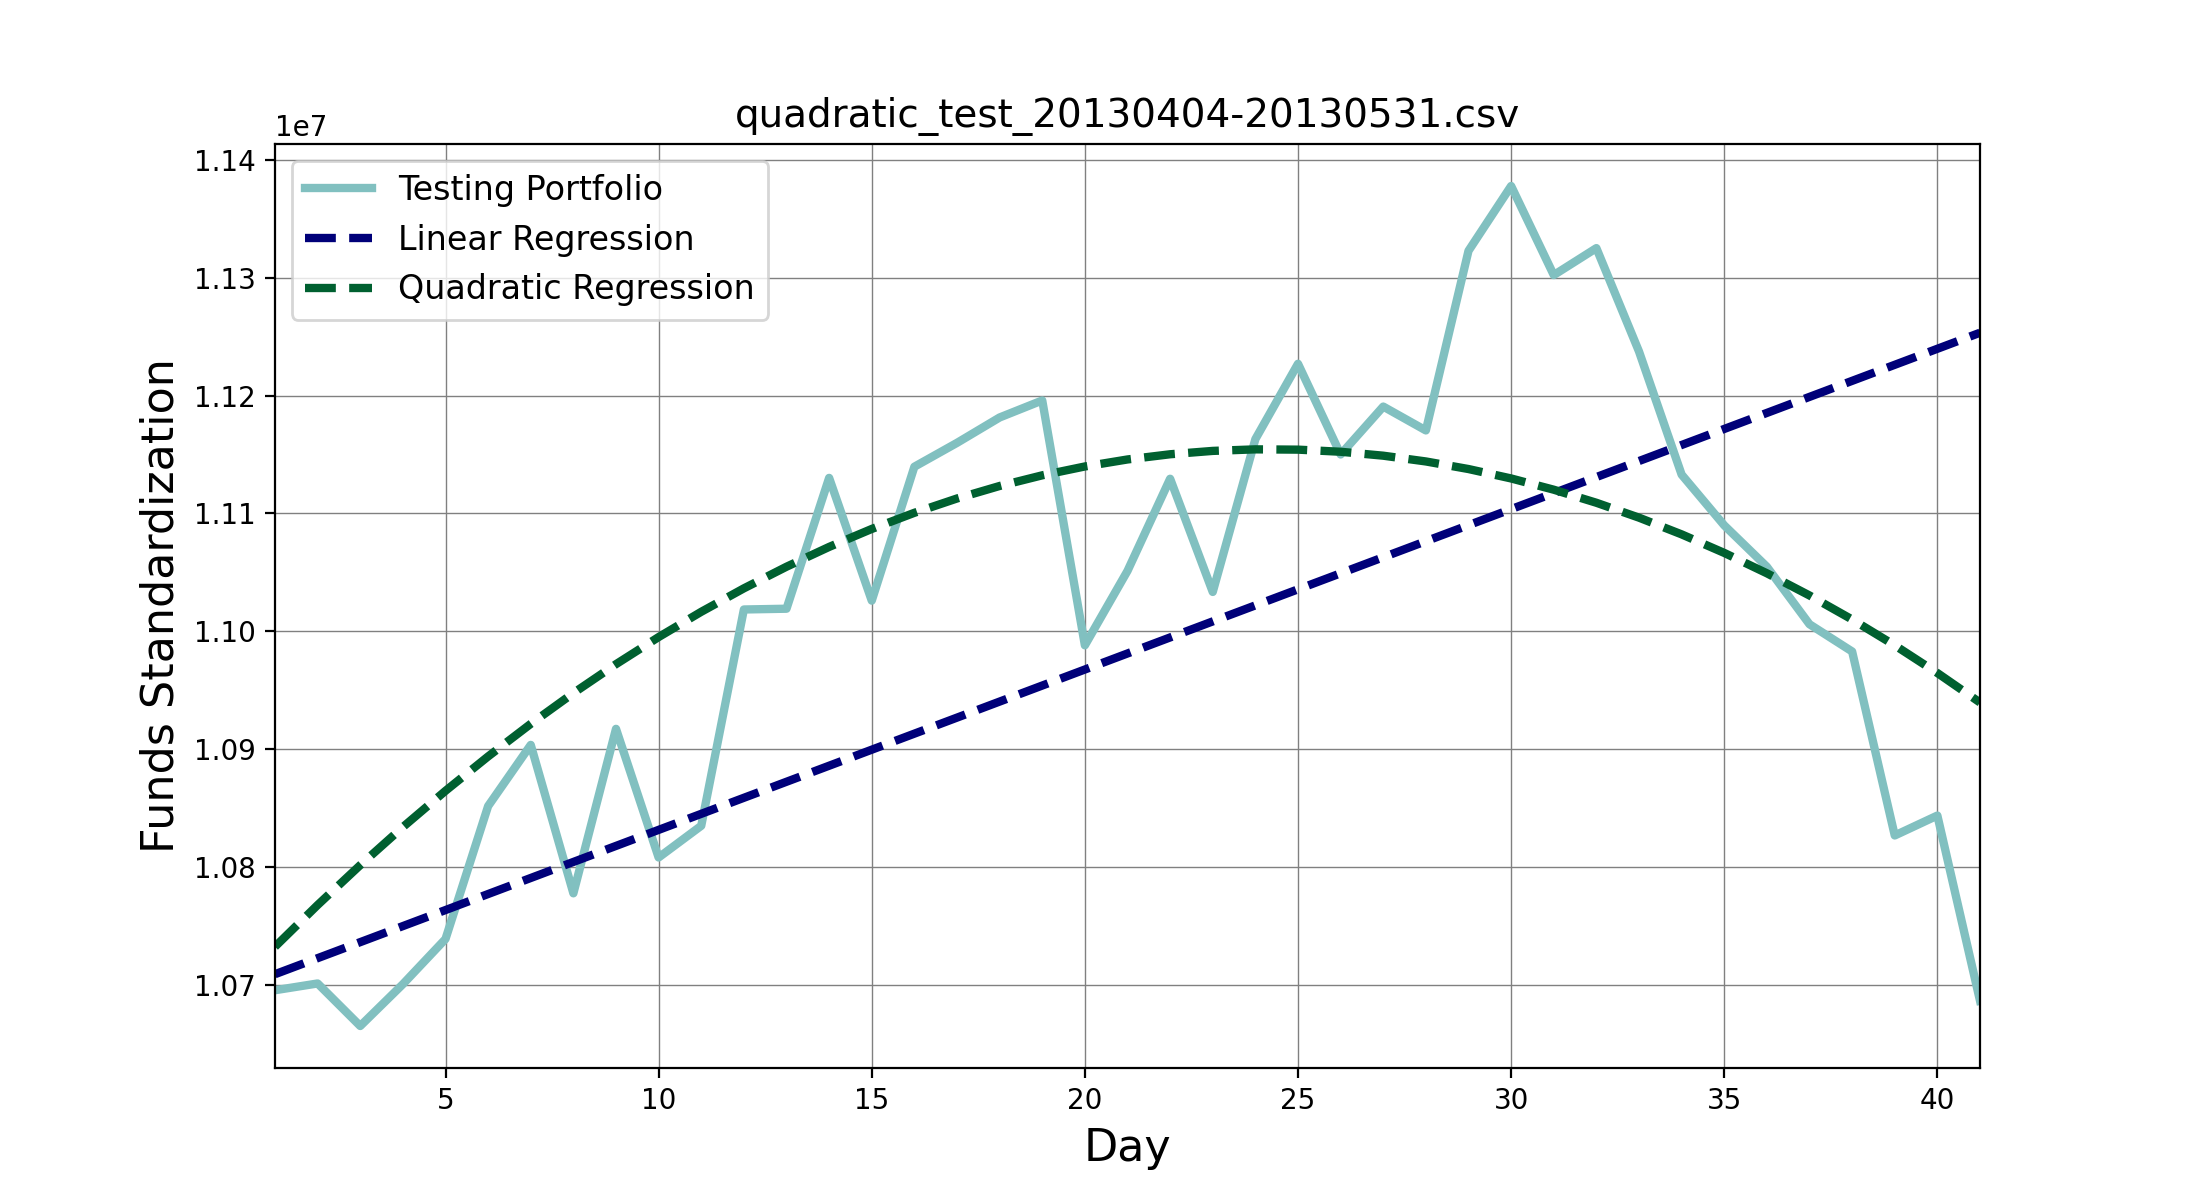 quadratic_test_20130404-20130531.csv
1e7
1.14
1.13
1.12
1.11
1.10
1.09
1.08
1.07
Funds Standardization
Testing Portfolio
Linear Regression
Quadratic Regression
5 10 15 20 25 30 35 40
Day